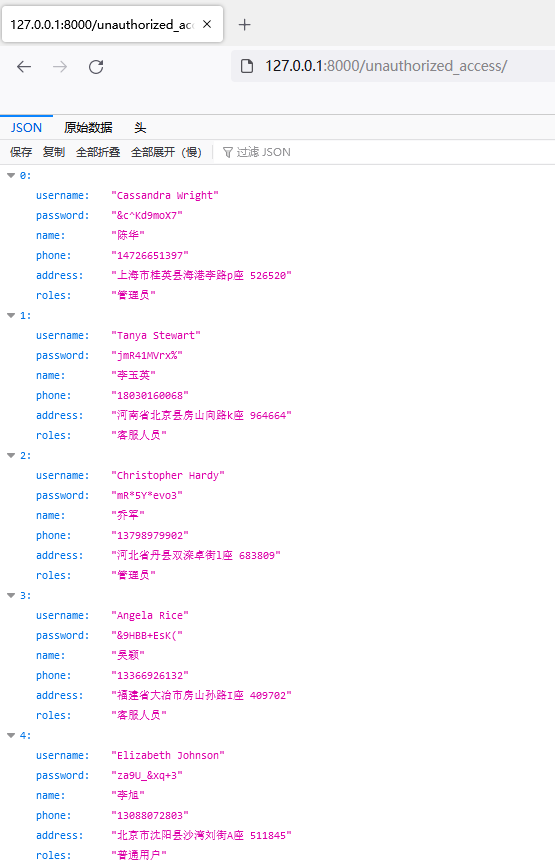 127.0.0.1:8000/unauthorized_acc
127.0.0.1:8000/unauthorized_access/
JSON 原始数据 头
保存 复制 全部折叠 全部展开（慢） 过滤 JSON
0:
username: "Cassandra Wright"
password: "&c^Kd9moX7"
name: "陈华"
phone: "14726651397"
address: "上海市桂英县海港李路p座 526520"
roles: "管理员"
1:
username: "Tanya Stewart"
password: "jmR41MVrx%"
name: "李玉英"
phone: "18030160068"
address: "河南省北京县房山向路k座 964664"
roles: "客服人员"
2:
username: "Christopher Hardy"
password: "mR*5Y*evo3"
name: "乔军"
phone: "13798979902"
address: "河北省丹县双滦卓街l座 683809"
roles: "管理员"
3:
username: "Angela Rice"
password: "&9HBB+EsK("
name: "吴颖"
phone: "13366926132"
address: "福建省大冶市房山孙路I座 409702"
roles: "客服人员"
4:
username: "Elizabeth Johnson"
password: "za9U_&xq+3"
name: "李旭"
phone: "13088072803"
address: "北京市沈阳县沙湾刘街A座 511845"
roles: "普通用户"